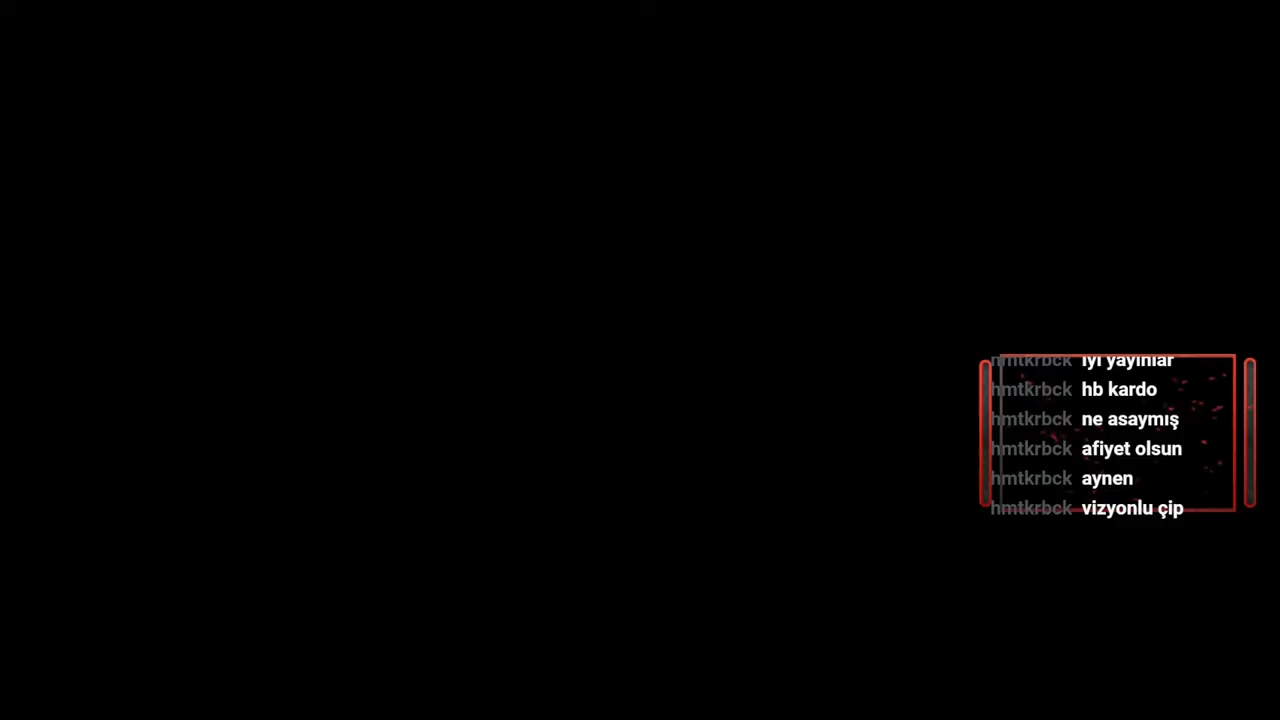 hmtkrbck iyi yayınlar
hmtkrbck hb kardo
hmtkrbck ne asaymış
hmtkrbck afiyet olsun
hmtkrbck aynen
hmtkrbck vizyonlu çip